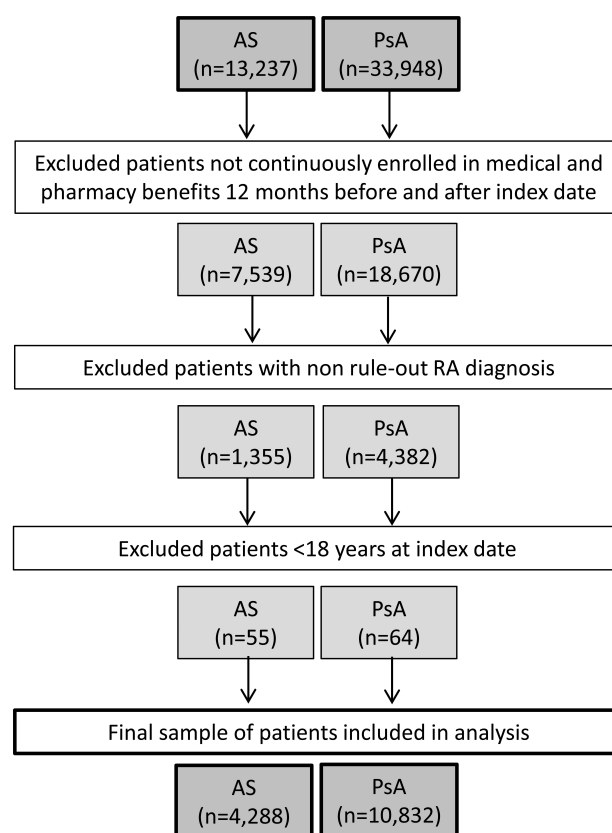 AS
(n=13,237)
PsA
(n=33,948)
Excluded patients not continuously enrolled in medical and
pharmacy benefits 12 months before and after index date
AS
(n=7,539)
PsA
(n=18,670)
Excluded patients with non rule-out RA diagnosis
AS
(n=1,355)
PsA
(n=4,382)
Excluded patients <18 years at index date
AS
(n=55)
PsA
(n=64)
Final sample of patients included in analysis
AS
(n=4,288)
PsA
(n=10,832)